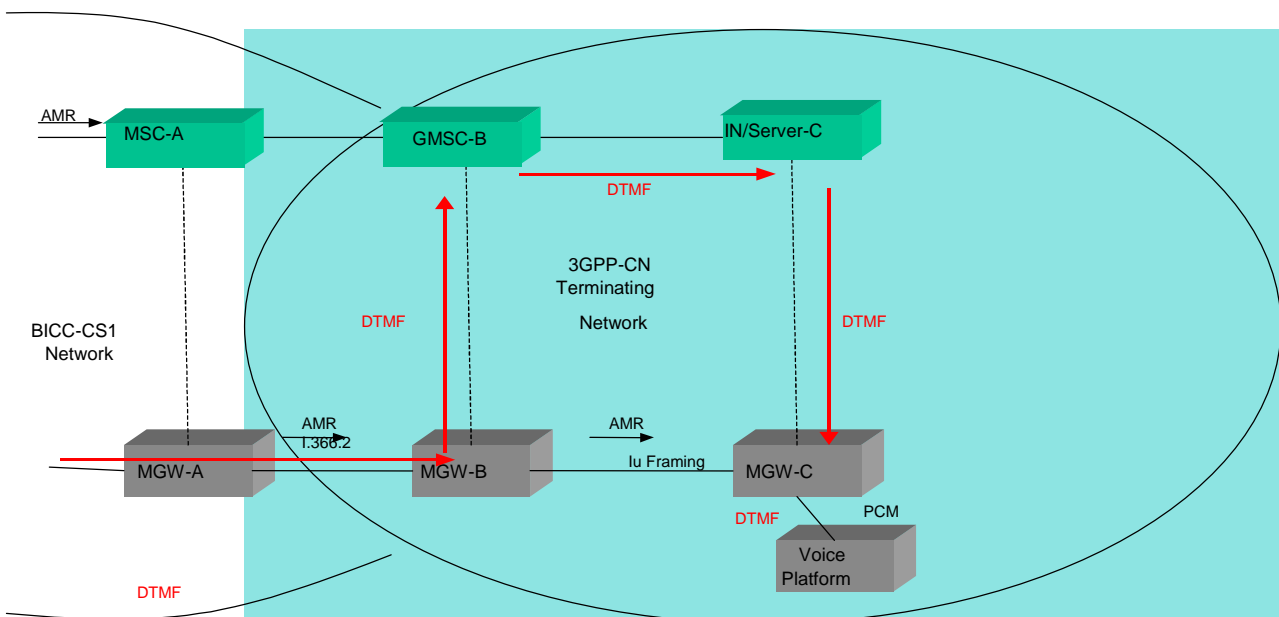 AMR
MSC-A
GMSC-B
IN/Server-C
DTMF
3GPP-CN
Terminating
Network
BICC-CS1
Network
DTMF
DTMF
AMR
I.366.2
AMR
Iu Framing
MGW-A
MGW-B
MGW-C
DTMF
PCM
Voice
Platform
DTMF